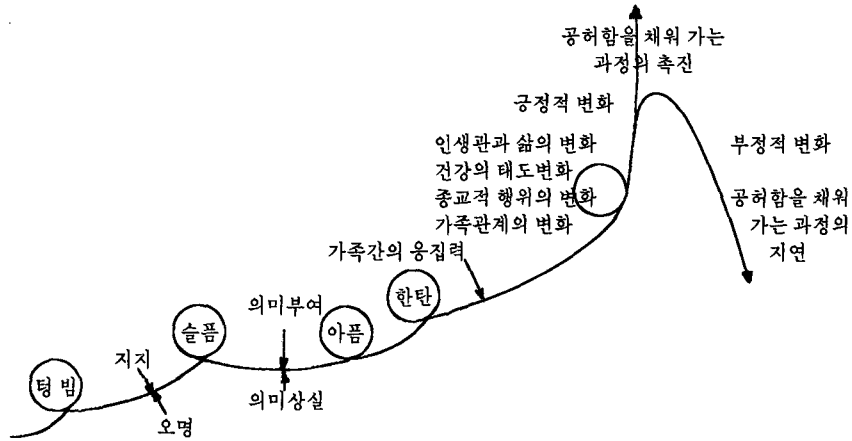 공허함을 채워 가는
과정의 촉진
긍정적 변화
인생관과 삶의 변화
건강의 태도변화
종교적 행위의 변화
가족관계의 변화
부정적 변화
공허함을 채워
가는 과정의
지연
가족간의 응집력
한탄
의미부여
아픔
슬픔
의미상실
지지
텅 빔
오명